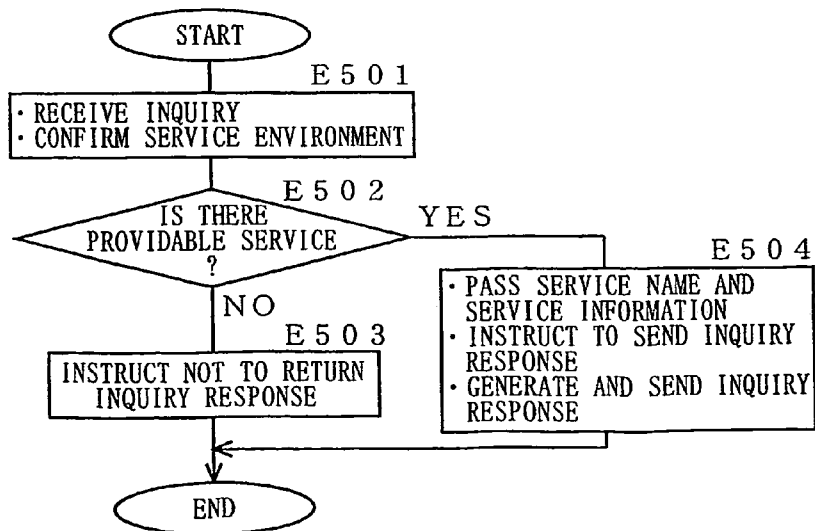 START
E501
· RECEIVE INQUIRY
· CONFIRM SERVICE ENVIRONMENT
E502
IS THERE
PROVIDABLE SERVICE
?
YES
NO
E503
INSTRUCT NOT TO RETURN
INQUIRY RESPONSE
E504
· PASS SERVICE NAME AND
SERVICE INFORMATION
· INSTRUCT TO SEND INQUIRY
RESPONSE
· GENERATE AND SEND INQUIRY
RESPONSE
END